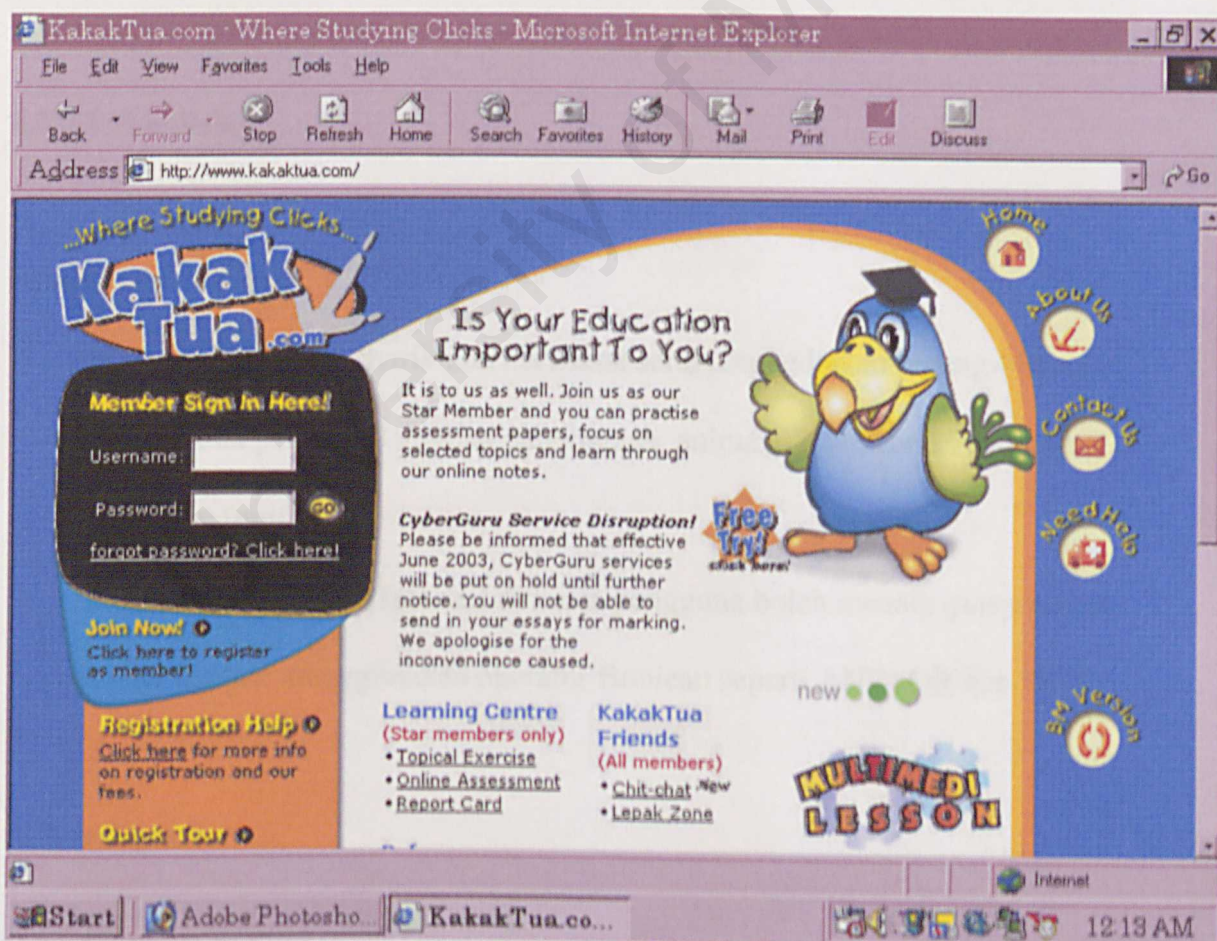 KakakTua.com - Where Studying Clicks - Microsoft Internet Explorer
File Edit View Favorites Tools Help
Back Forward Stop Refresh Home Search Favorites History Mail Print Edit Discuss
Address http://www.kakaktua.com/ Go
...Where Studying Clicks...
Kakak
Tua.com
Member Sign In Here!
Username:
Password: GO
forgot password? Click here!
Join Now!
Click here to register
as member!
Registration Help
Click here for more info
on registration and our
fees.
Quick Tour
Is Your Education
Important To You?
It is to us as well. Join us as our
Star Member and you can practise
assessment papers, focus on
selected topics and learn through
our online notes.
CyberGuru Service Disruption!
Please be informed that effective
June 2003, CyberGuru services
will be put on hold until further
notice. You will not be able to
send in your essays for marking.
We apologise for the
inconvenience caused.
Free
Try!
click here!
Learning Centre
(Star members only)
• Topical Exercise
• Online Assessment
• Report Card
KakakTua
Friends
(All members)
• Chit-chat New
• Lepak Zone
new
MULTIMEDI
LESSON
Home
About Us
Contact Us
Need Help
BM Version
Internet
Start Adobe Photosho... KakakTua.co... 12:13 AM